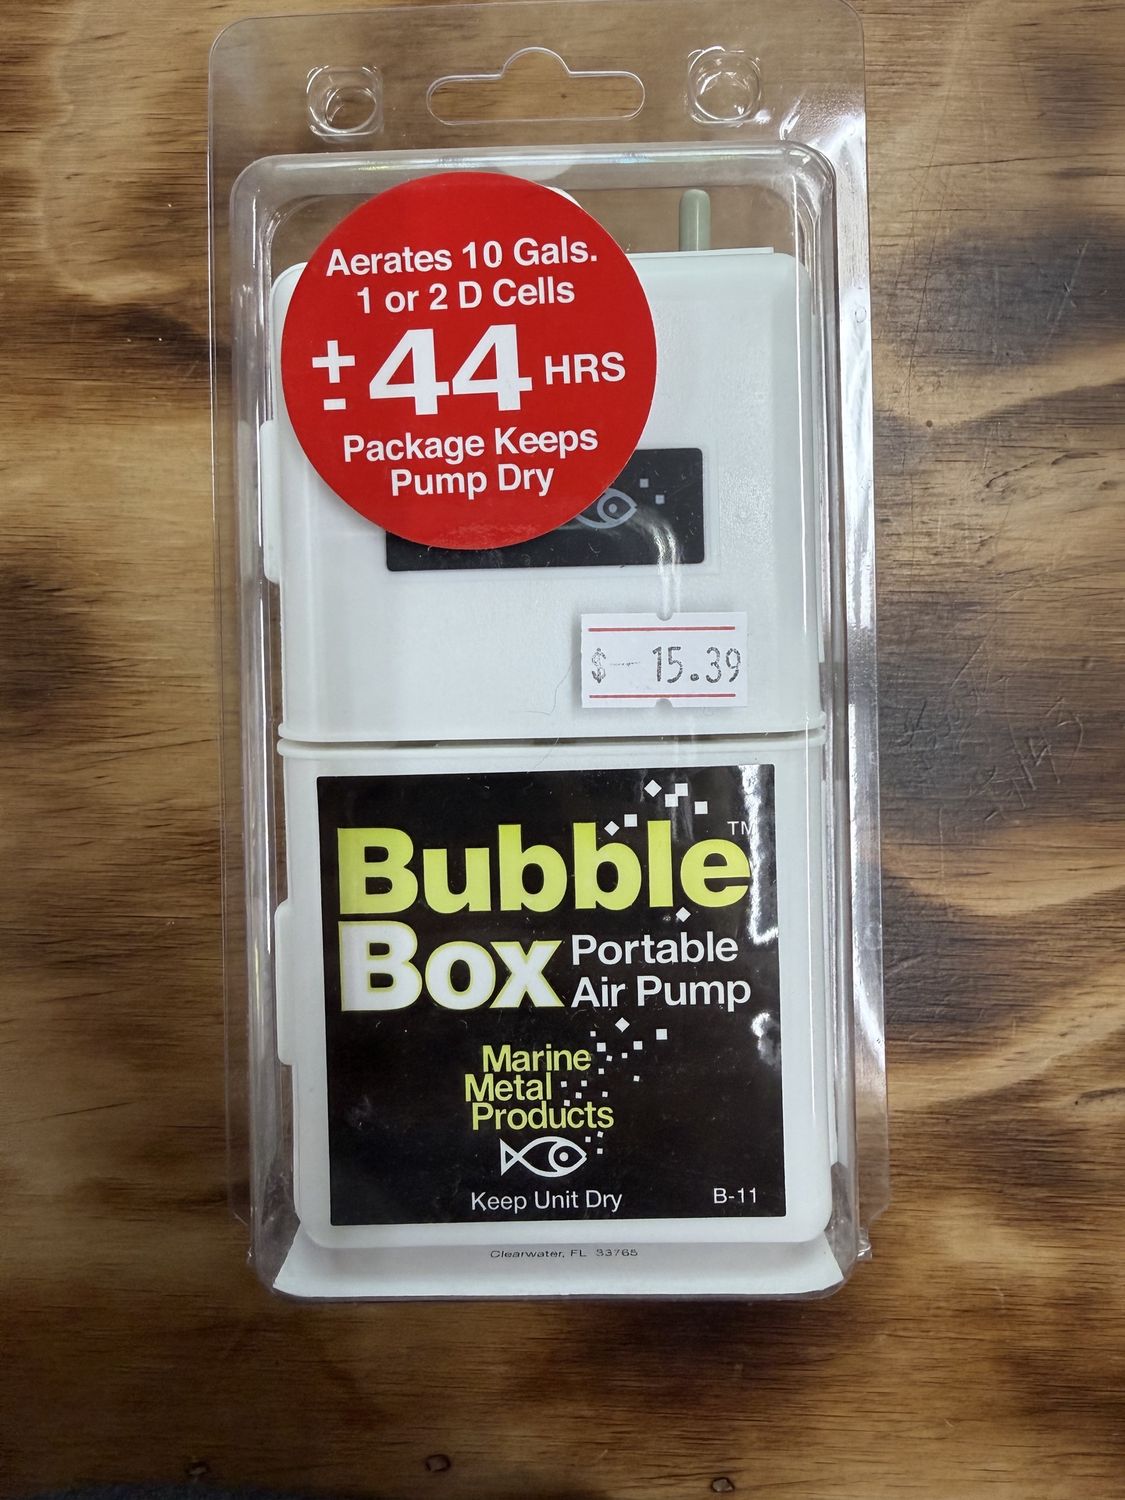 Aerates 10 Gals.
1 or 2 D Cells
± 44 HRS
Package Keeps
Pump Dry
$ — 15.39
Bubble™
Box Portable
Air Pump
Marine
Metal
Products
Keep Unit Dry
B-11
Clearwater, FL 33765